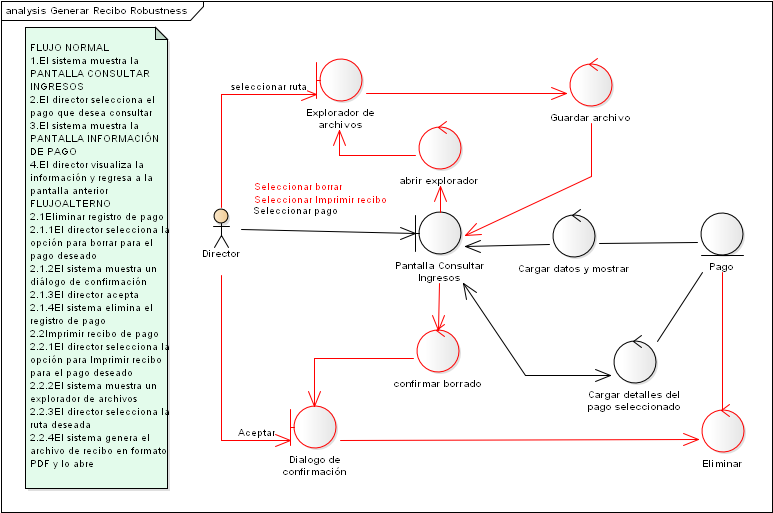 analysis Generar Recibo Robustness
FLUJO NORMAL
1.El sistema muestra la
PANTALLA CONSULTAR
INGRESOS
2.El director selecciona el
pago que desea consultar
3.El sistema muestra la
PANTALLA INFORMACIÓN
DE PAGO
4.El director visualiza la
información y regresa a la
pantalla anterior
FLUJOALTERNO
2.1Eliminar registro de pago
2.1.1El director selecciona la
opción para borrar para el
pago deseado
2.1.2El sistema muestra un
diálogo de confirmación
2.1.3El director acepta
2.1.4El sistema elimina el
registro de pago
2.2Imprimir recibo de pago
2.2.1El director selecciona la
opción para Imprimir recibo
para el pago deseado
2.2.2El sistema muestra un
explorador de archivos
2.2.3El director selecciona la
ruta deseada
2.2.4El sistema genera el
archivo de recibo en formato
PDF y lo abre
seleccionar ruta
Explorador de
archivos
Guardar archivo
abrir explorador
Seleccionar borrar
Seleccionar Imprimir recibo
Seleccionar pago
Director
Pantalla Consultar
Ingresos
Cargar datos y mostrar
Pago
confirmar borrado
Cargar detalles del
pago seleccionado
Aceptar
Dialogo de
confirmación
Eliminar